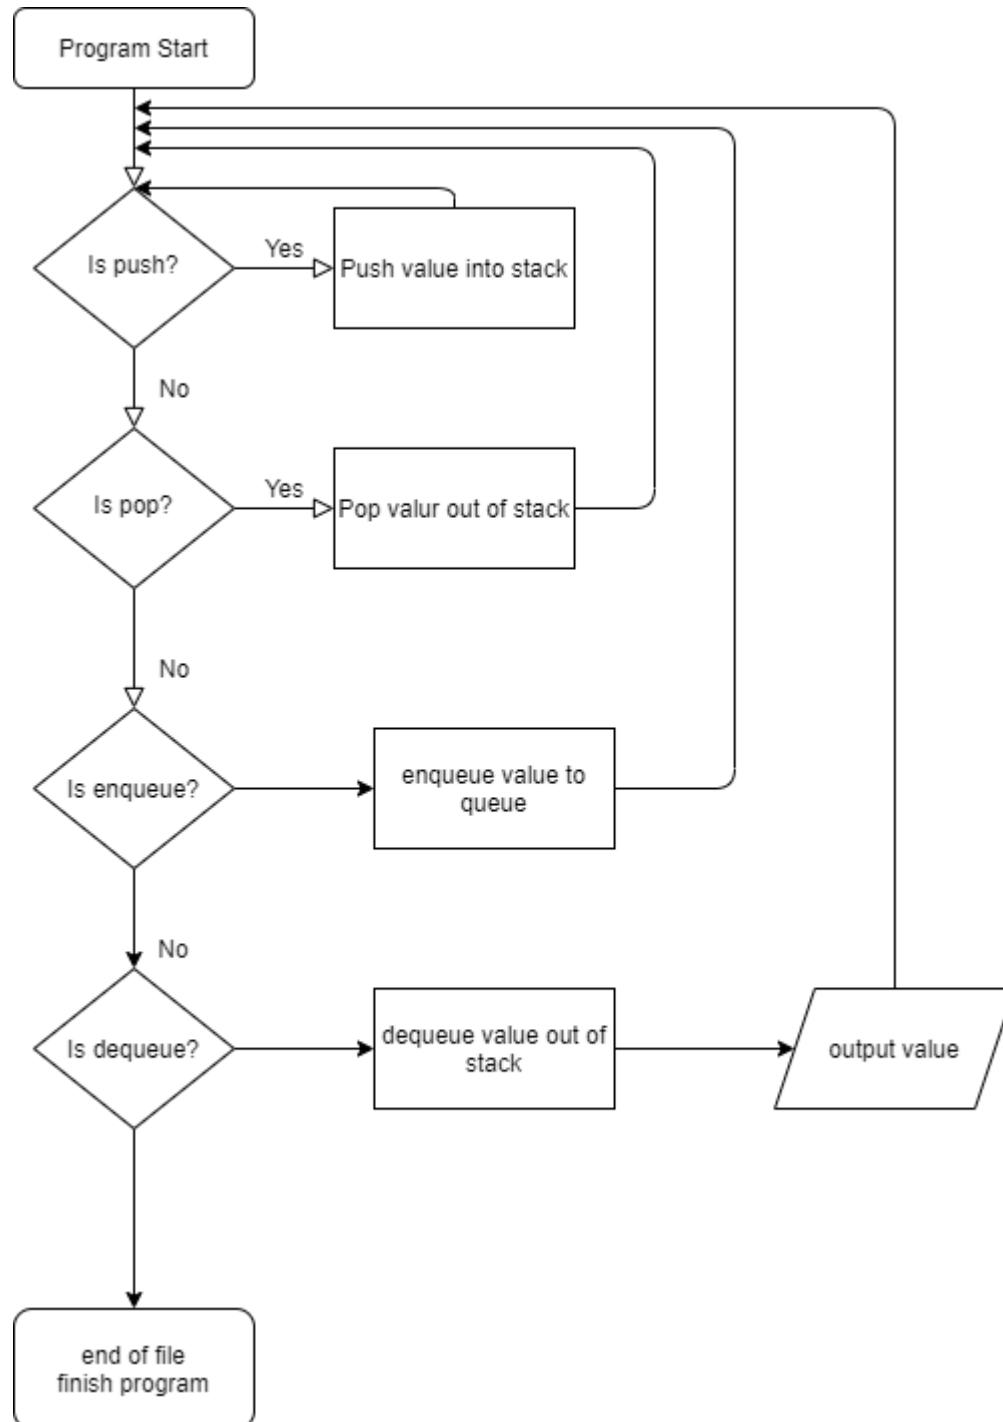 Program Start
Is push?
Yes
Push value into stack
No
Is pop?
Yes
Pop valur out of stack
No
Is enqueue?
enqueue value to
queue
No
Is dequeue?
dequeue value out of
stack
output value
end of file
finish program